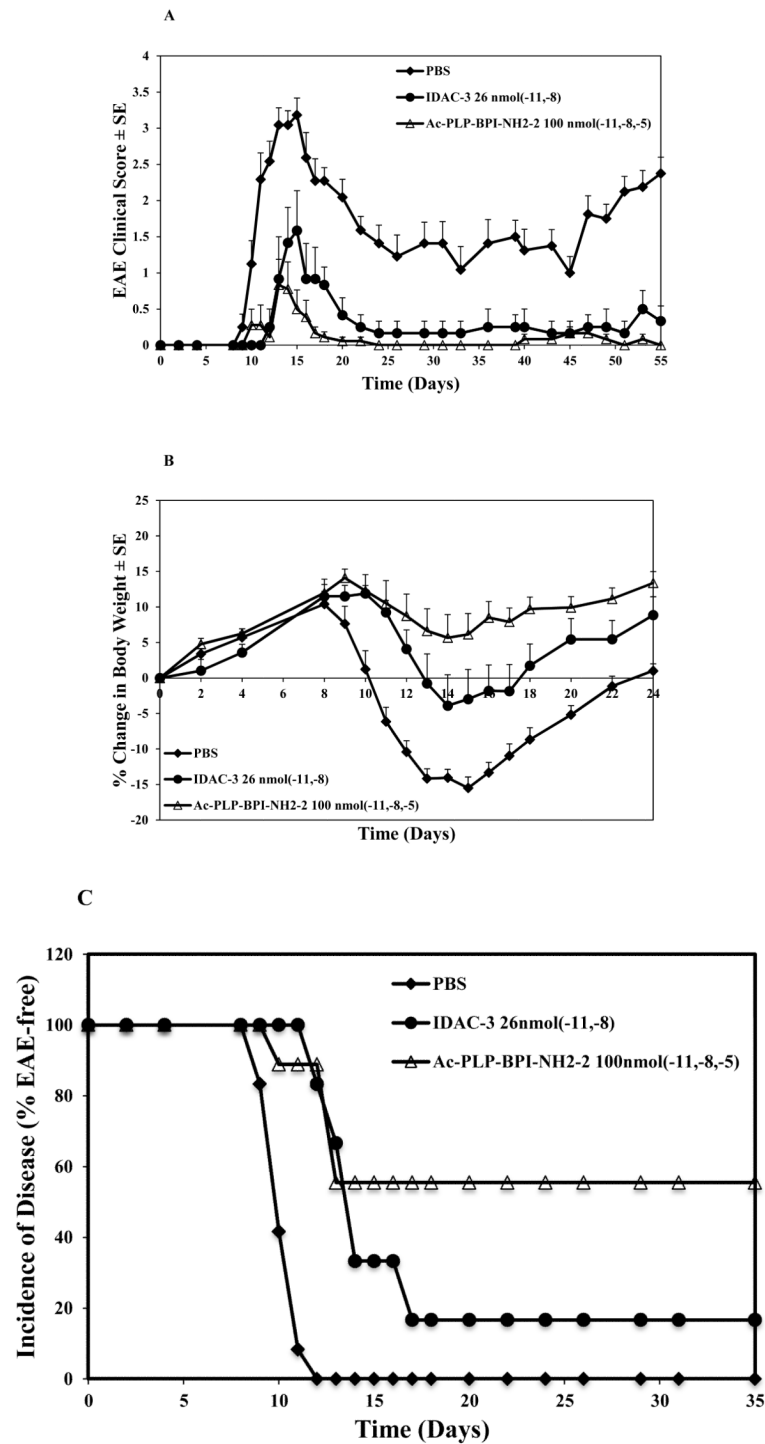 A
EAE Clinical Score ± SE
4
3.5
3
2.5
2
1.5
1
0.5
0
PBS
IDAC-3 26 nmol(-11,-8)
Ac-PLP-BPI-NH2-2 100 nmol(-11,-8,-5)
0 5 10 15 20 25 30 35 40 45 50 55
Time (Days)
B
% Change in Body Weight ± SE
25
20
15
10
5
0
-5
-10
-15
-20
0 2 4 6 8 10 12 14 16 18 20 22 24
PBS
IDAC-3 26 nmol(-11,-8)
Ac-PLP-BPI-NH2-2 100 nmol(-11,-8,-5)
Time (Days)
C
Incidence of Disease (% EAE-free)
120
100
80
60
40
20
0
PBS
IDAC-3 26nmol(-11,-8)
Ac-PLP-BPI-NH2-2 100nmol(-11,-8,-5)
0 5 10 15 20 25 30 35
Time (Days)